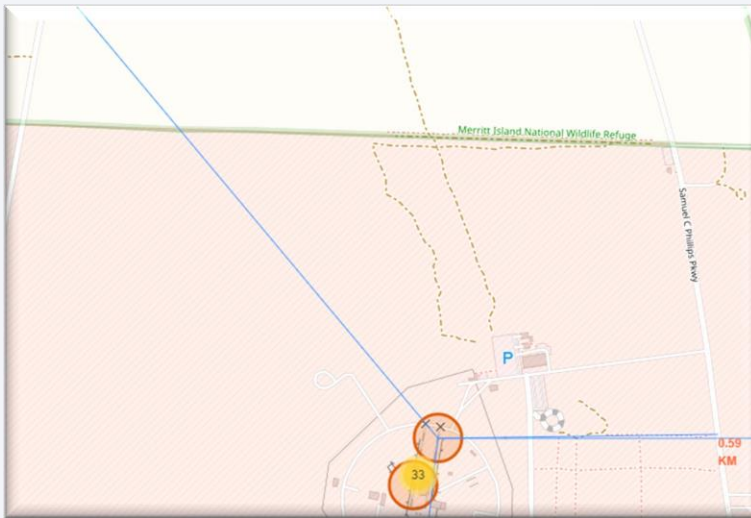 Merritt Island National Wildlife Refuge
Samuel C Phillips Pkwy
P
0.59
KM
33